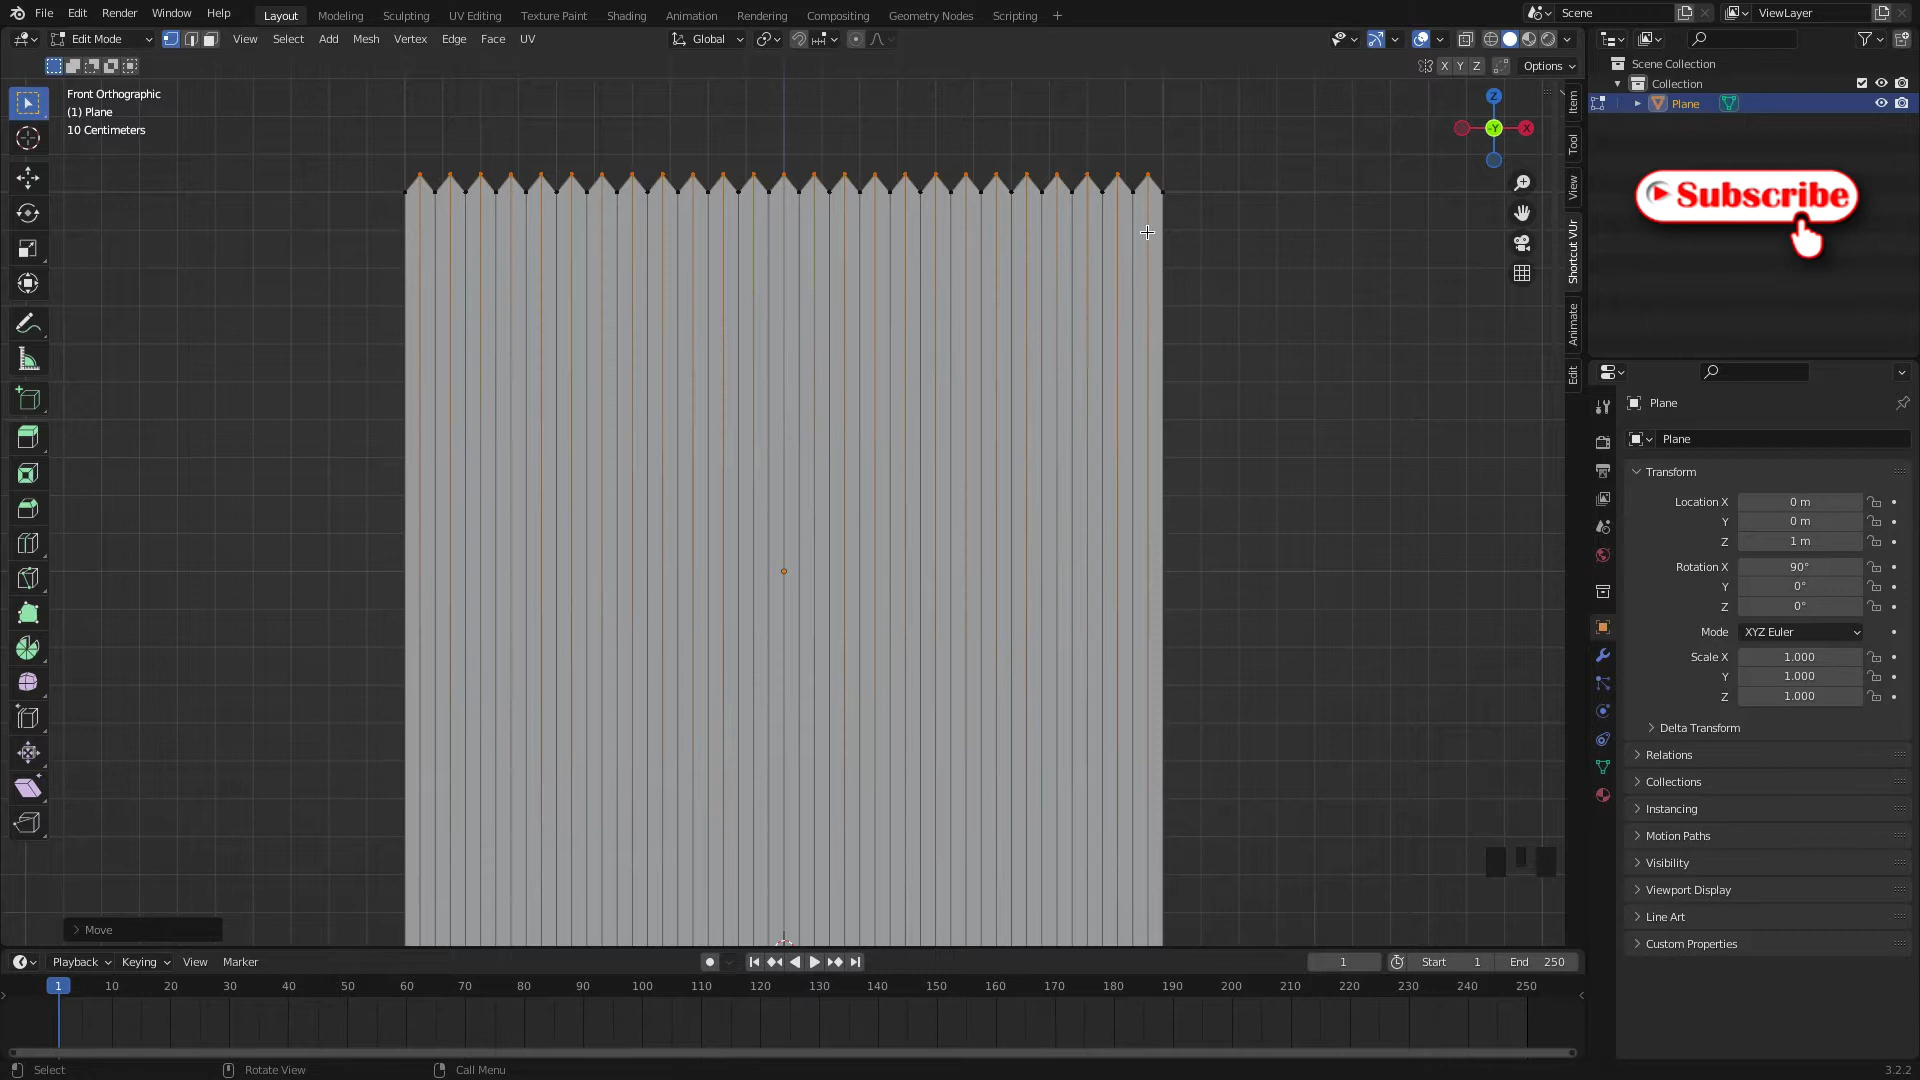 File Edit Render Window Help
Layout Modeling Sculpting UV Editing Texture Paint Shading Animation Rendering Compositing Geometry Nodes Scripting +
Scene
ViewLayer
Edit Mode
View Select Add Mesh Vertex Edge Face UV
Global
X Y Z
Options
Front Orthographic
(1) Plane
10 Centimeters
Z
-Y
X
Item
Tool
View
Shortcut VUr
Animate
Edit
Scene Collection
Collection
Plane
Subscribe
Plane
Plane
Transform
Location X 0 m
Y 0 m
Z 1 m
Rotation X 90°
Y 0°
Z 0°
Mode XYZ Euler
Scale X 1.000
Y 1.000
Z 1.000
Delta Transform
Relations
Collections
Instancing
Motion Paths
Visibility
Viewport Display
Line Art
Custom Properties
Move
Playback Keying View Marker
1
Start 1
End 250
1 10 20 30 40 50 60 70 80 90 100 110 120 130 140 150 160 170 180 190 200 210 220 230 240 250
Select
Rotate View
Call Menu
3.2.2